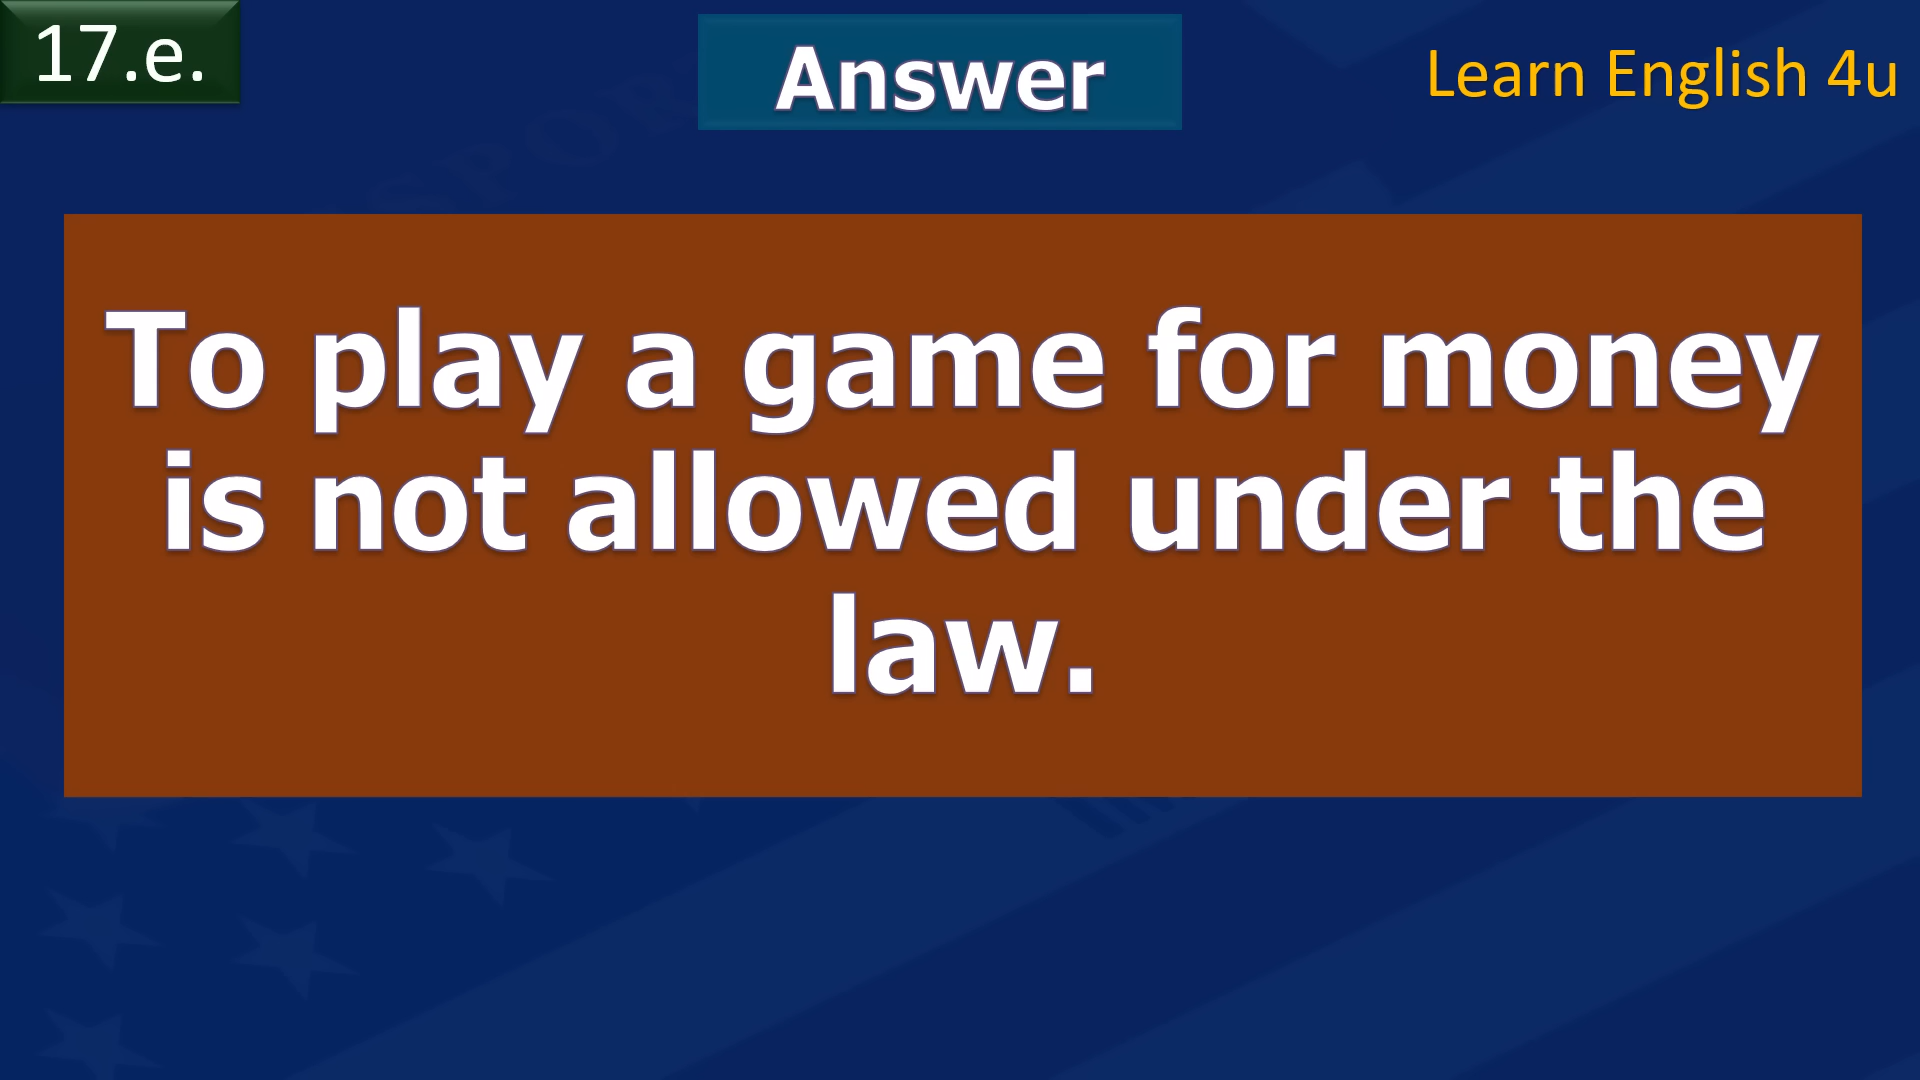 17.e.
Answer
Learn English 4u
To play a game for money
is not allowed under the
law.